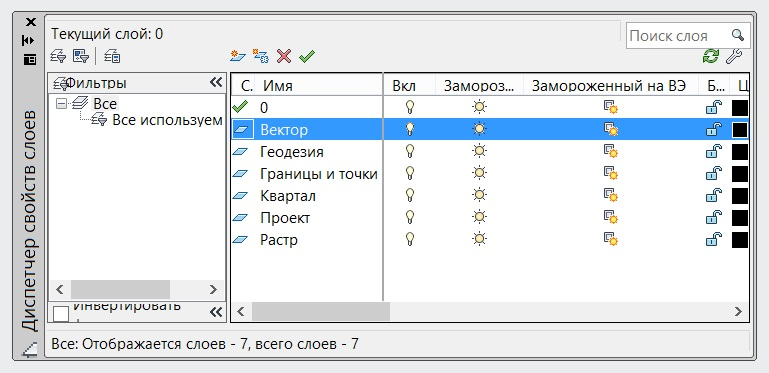 Текущий слой: 0
Поиск слоя
Фильтры
Все
Все используем
С. Имя Вкл Замороз... Замороженный на ВЭ Б... Ц
0
Вектор
Геодезия
Границы и точки
Квартал
Проект
Растр
Инвертировать
Все: Отображается слоев - 7, всего слоев - 7
Диспетчер свойств слоев